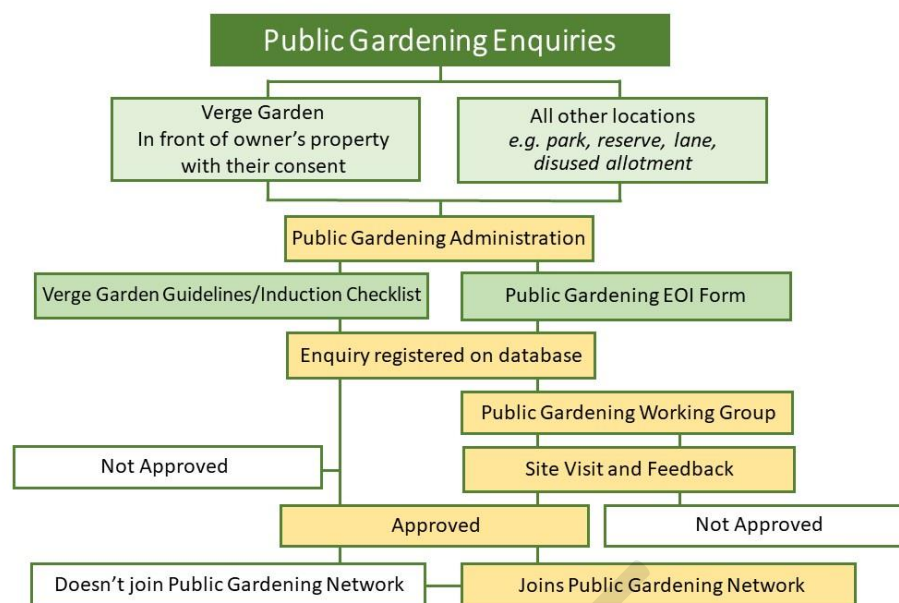 Public Gardening Enquiries
Verge Garden
In front of owner's property
with their consent
All other locations
e.g. park, reserve, lane,
disused allotment
Public Gardening Administration
Verge Garden Guidelines/Induction Checklist
Public Gardening EOI Form
Enquiry registered on database
Public Gardening Working Group
Not Approved
Site Visit and Feedback
Approved
Not Approved
Doesn't join Public Gardening Network
Joins Public Gardening Network